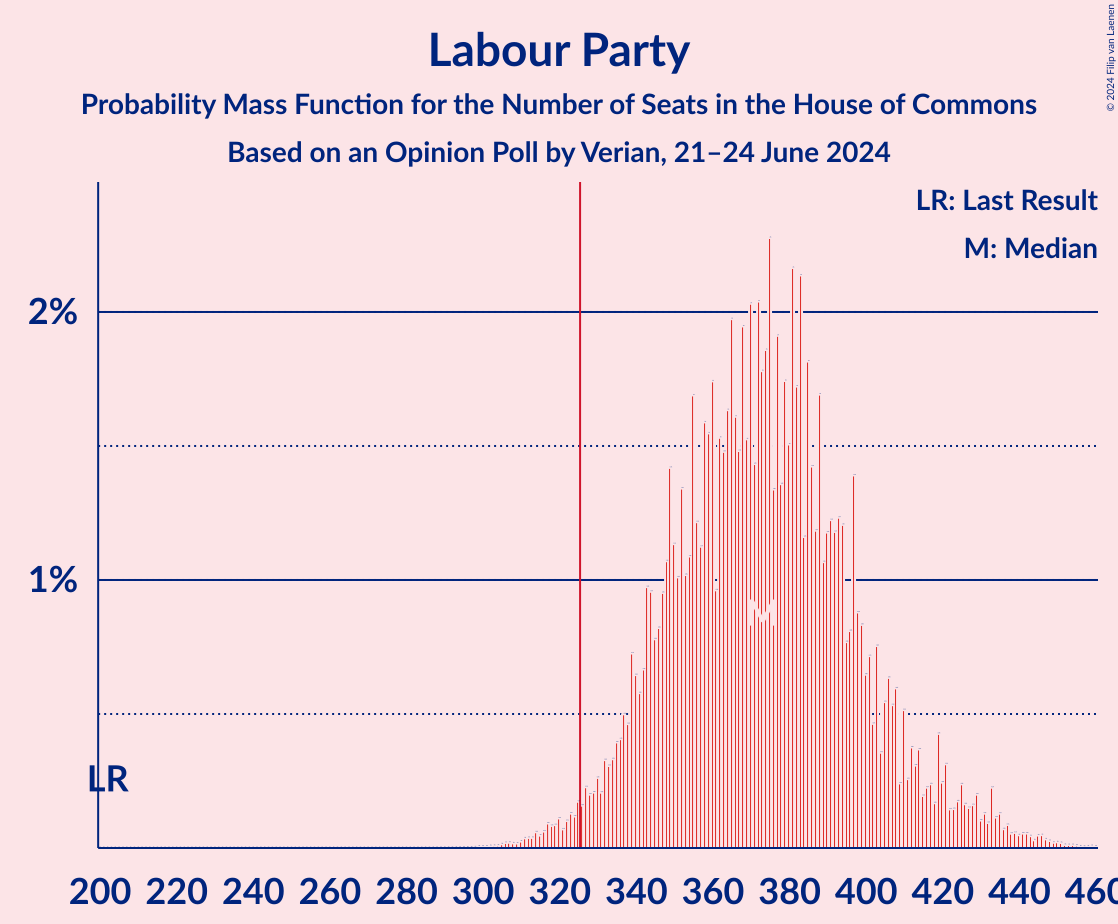 Labour Party
Probability Mass Function for the Number of Seats in the House of Commons
Based on an Opinion Poll by Verian, 21–24 June 2024
© 2024 Filip van Laenen
LR: Last Result
M: Median
2%
1%
M
LR
200 220 240 260 280 300 320 340 360 380 400 420 440 460